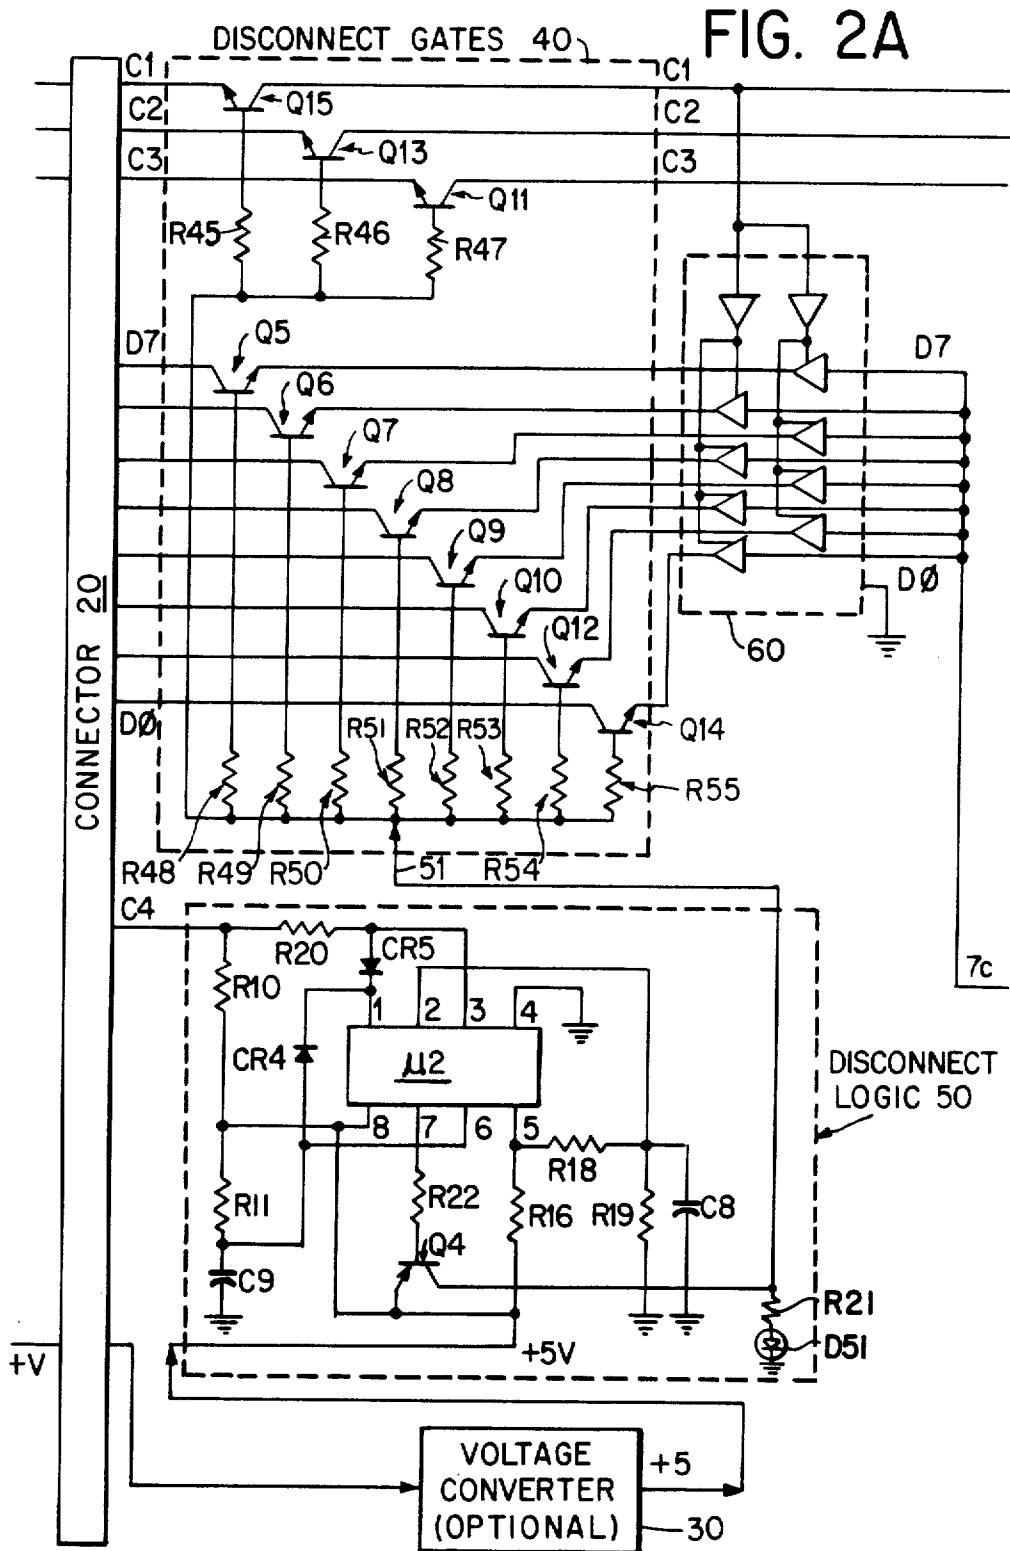 FIG. 2A
DISCONNECT GATES 40
C1 C1
Q15
C2 C2
Q13
C3 C3
Q11
R45 R46 R47
D7 Q5 D7
Q6
Q7
Q8
Q9
Q10
Q12
DØ
60
CONNECTOR 20
DØ
Q14
R51 R52 R53
R55
R48 R49 R50 51 R54
C4
R20 CR5
R10
7c
1 2 3 4
CR4
µ2
DISCONNECT
LOGIC 50
8 7 6 5
R18
R11 R22 R16 R19 C8
Q4
C9
R21
+V +5V D51
VOLTAGE
CONVERTER
(OPTIONAL)
+5
30